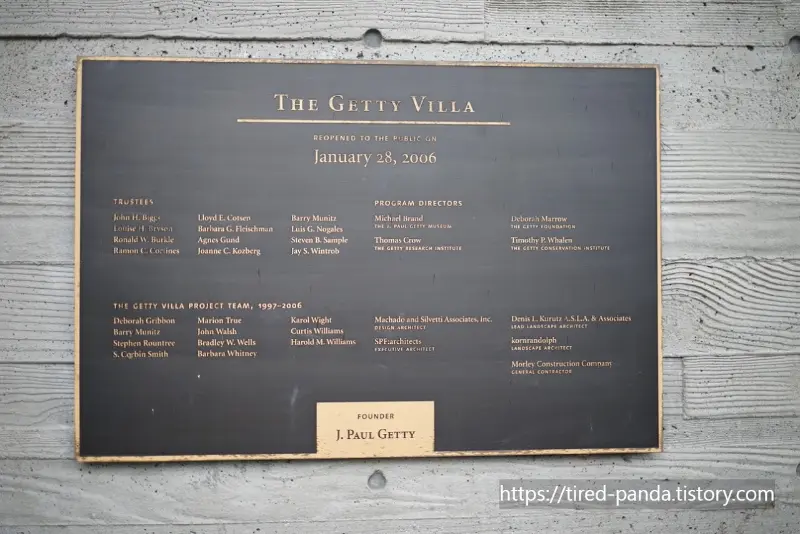 THE GETTY VILLA
REOPENED TO THE PUBLIC ON
January 28, 2006
TRUSTEES
John H. Biggs
Louise H. Bryson
Ronald W. Burkle
Ramon C. Cortines
Lloyd E. Cotsen
Barbara G. Fleischman
Agnes Gund
Joanne C. Kozberg
Barry Munitz
Luis G. Nogales
Steven B. Sample
Jay S. Wintrob
PROGRAM DIRECTORS
Michael Brand
THE J. PAUL GETTY MUSEUM
Thomas Crow
THE GETTY RESEARCH INSTITUTE
Deborah Marrow
THE GETTY FOUNDATION
Timothy P. Whalen
THE GETTY CONSERVATION INSTITUTE
THE GETTY VILLA PROJECT TEAM, 1997–2006
Deborah Gribbon
Barry Munitz
Stephen Rountree
S. Corbin Smith
Marion True
John Walsh
Bradley W. Wells
Barbara Whitney
Karol Wight
Curtis Williams
Harold M. Williams
Machado and Silvetti Associates, Inc.
DESIGN ARCHITECT
SPF:architects
EXECUTIVE ARCHITECT
Denis L. Kurutz A.S.L.A. & Associates
LEAD LANDSCAPE ARCHITECT
kornrandolph
LANDSCAPE ARCHITECT
Morley Construction Company
GENERAL CONTRACTOR
FOUNDER
J. PAUL GETTY
https://tired-panda.tistory.com